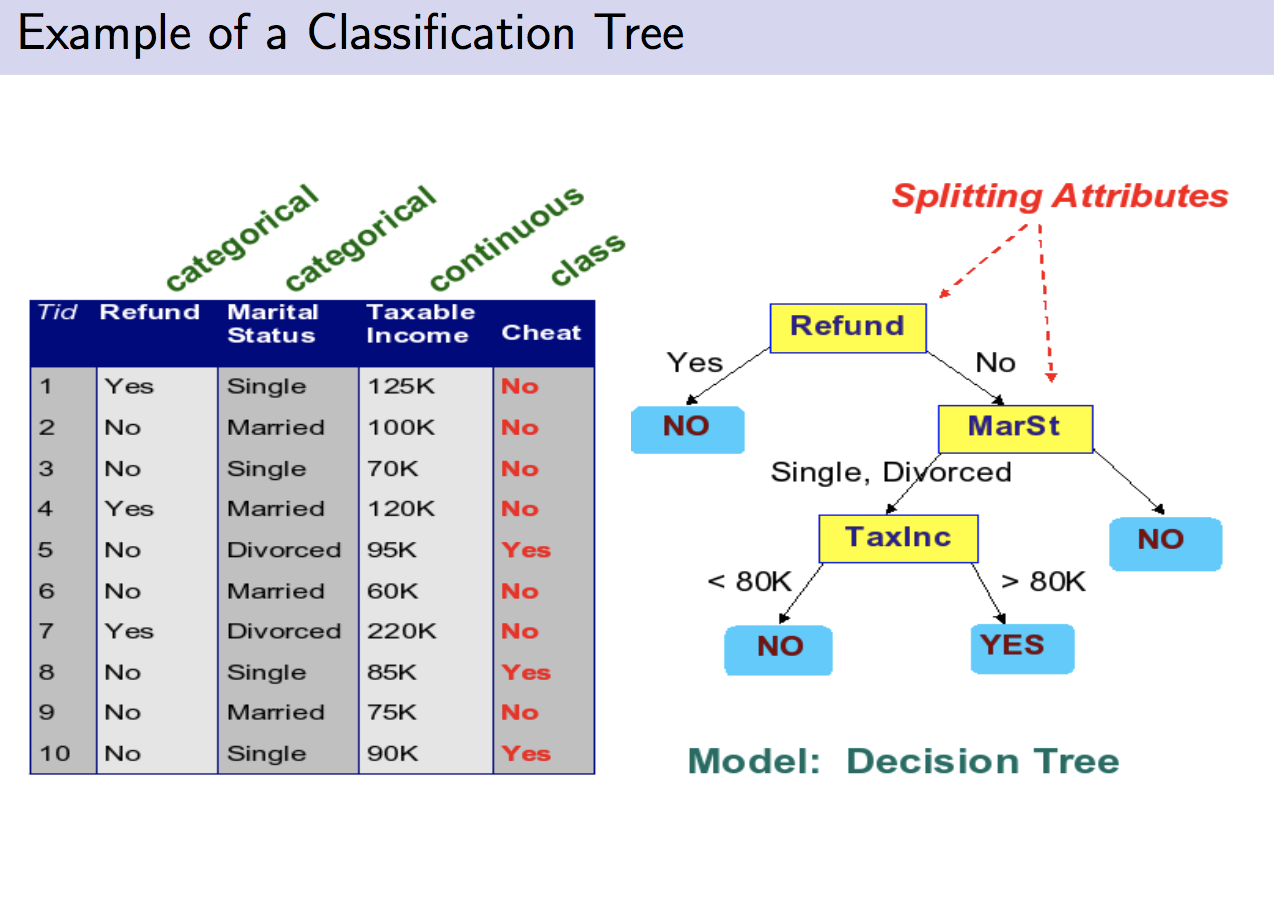 Example of a Classification Tree
categorical
categorical
continuous
class
Tid Refund Marital Status Taxable Income Cheat
1 Yes Single 125K No
2 No Married 100K No
3 No Single 70K No
4 Yes Married 120K No
5 No Divorced 95K Yes
6 No Married 60K No
7 Yes Divorced 220K No
8 No Single 85K Yes
9 No Married 75K No
10 No Single 90K Yes
Splitting Attributes
Refund
Yes No
NO MarSt
Single, Divorced
TaxInc NO
< 80K > 80K
NO YES
Model: Decision Tree